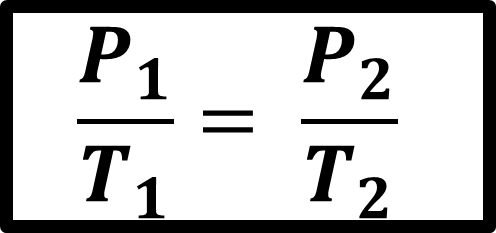 P₁/T₁ = P₂/T₂